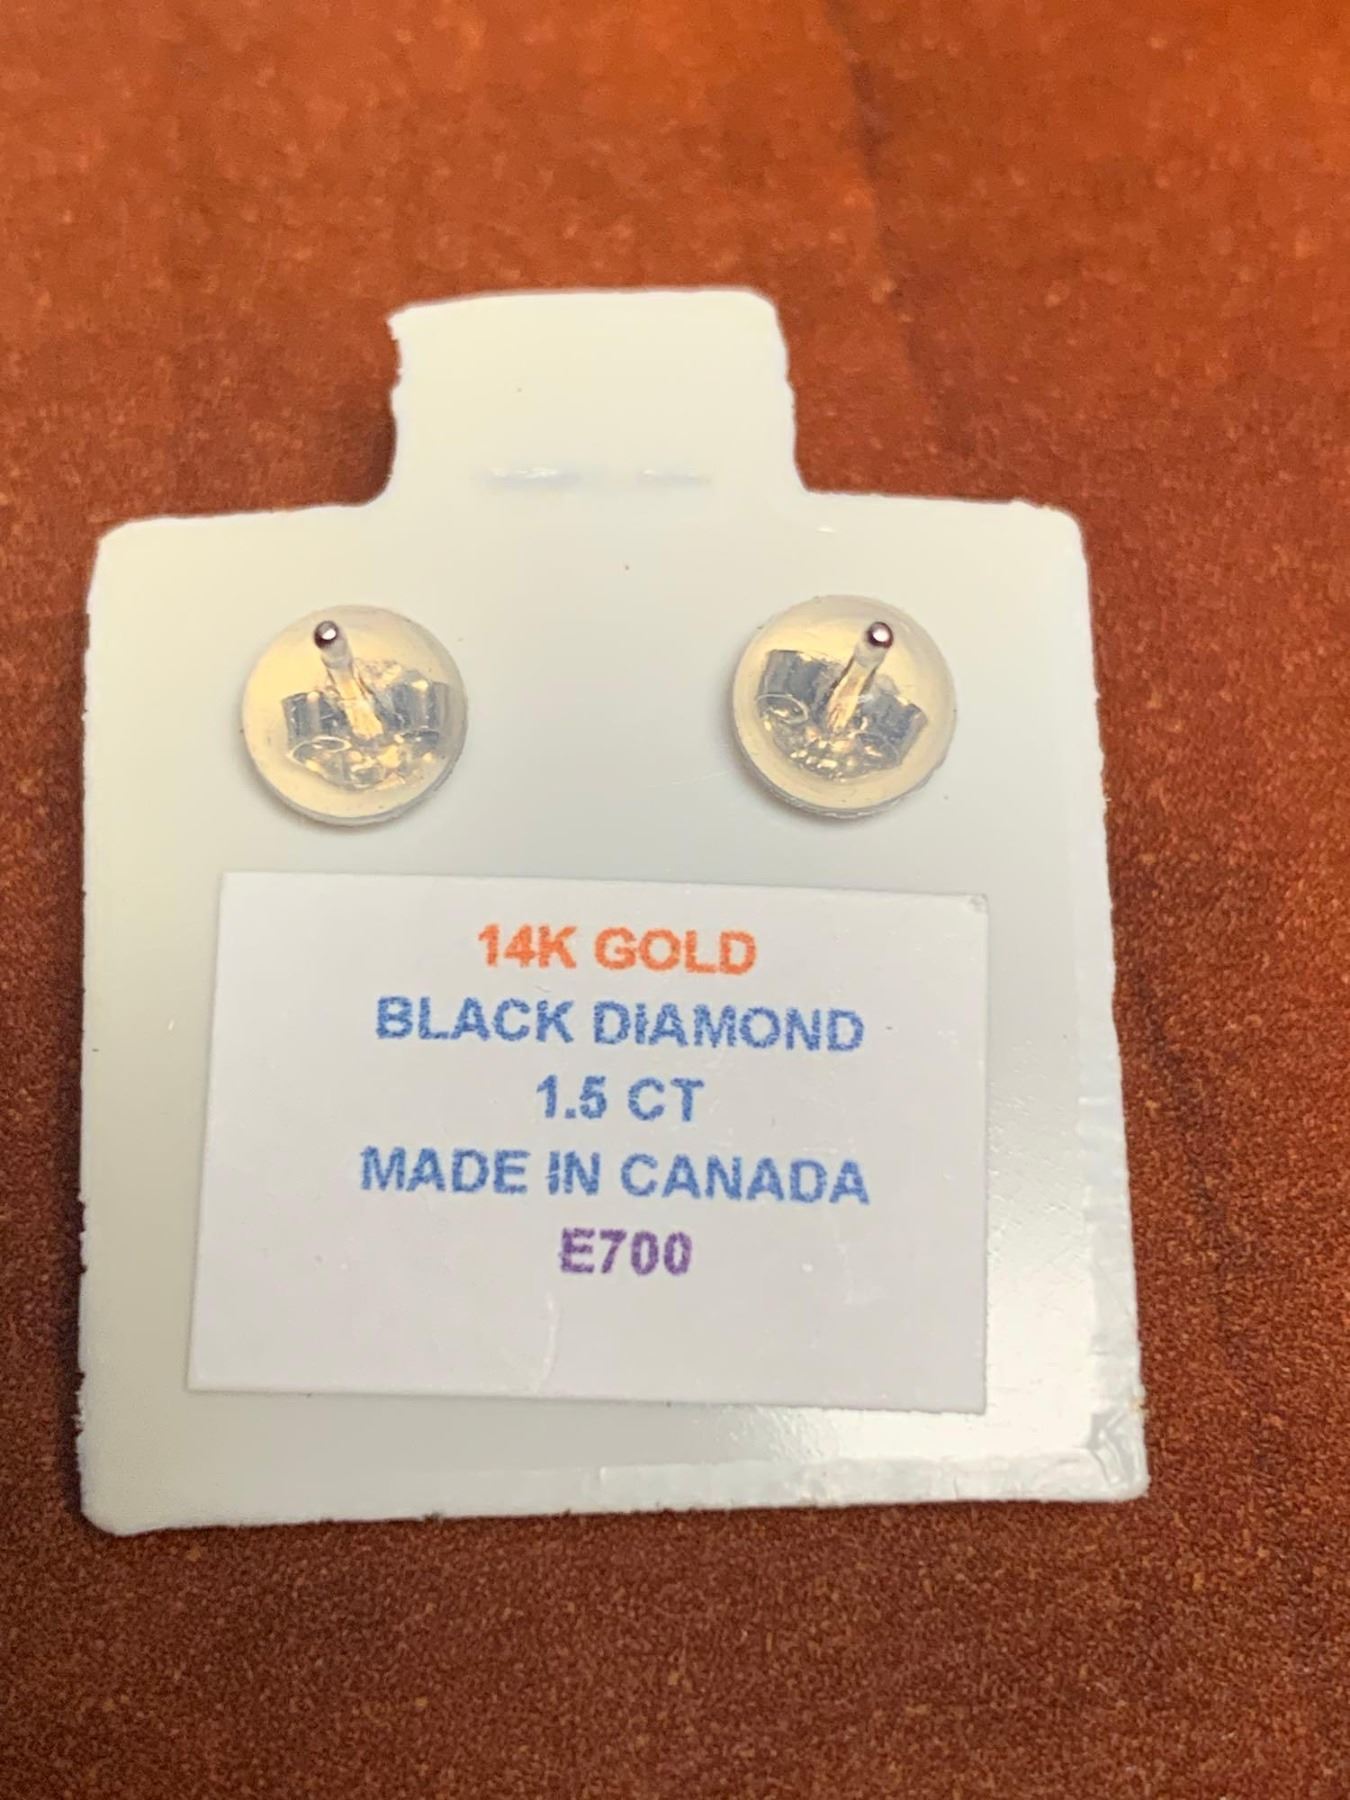 14K GOLD
BLACK DIAMOND
1.5 CT
MADE IN CANADA
E700